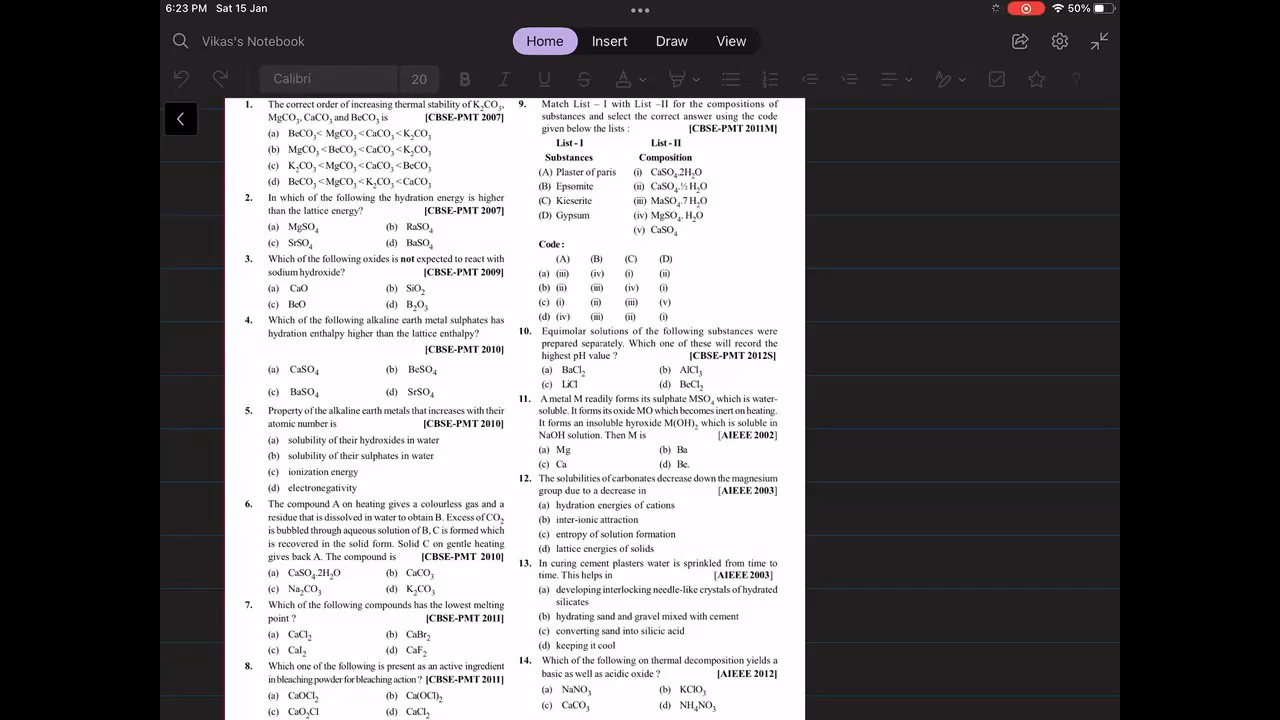 6:23 PM Sat 15 Jan
50%
Vikas's Notebook
Home Insert Draw View
Calibri 20 B I U S A
1. The correct order of increasing thermal stability of K2CO3,
MgCO3, CaCO3 and BeCO3 is [CBSE-PMT 2007]
(a) BeCO3< MgCO3 <CaCO3 <K2CO3
(b) MgCO3 <BeCO3 <CaCO3 <K2CO3
(c) K2CO3 <MgCO3 <CaCO3 <BeCO3
(d) BeCO3 <MgCO3 <K2CO3 <CaCO3
2. In which of the following the hydration energy is higher
than the lattice energy? [CBSE-PMT 2007]
(a) MgSO4 (b) RaSO4
(c) SrSO4 (d) BaSO4
3. Which of the following oxides is not expected to react with
sodium hydroxide? [CBSE-PMT 2009]
(a) CaO (b) SiO2
(c) BeO (d) B2O3
4. Which of the following alkaline earth metal sulphates has
hydration enthalpy higher than the lattice enthalpy?
[CBSE-PMT 2010]
(a) CaSO4 (b) BeSO4
(c) BaSO4 (d) SrSO4
5. Property of the alkaline earth metals that increases with their
atomic number is [CBSE-PMT 2010]
(a) solubility of their hydroxides in water
(b) solubility of their sulphates in water
(c) ionization energy
(d) electronegativity
6. The compound A on heating gives a colourless gas and a
residue that is dissolved in water to obtain B. Excess of CO2
is bubbled through aqueous solution of B, C is formed which
is recovered in the solid form. Solid C on gentle heating
gives back A. The compound is [CBSE-PMT 2010]
(a) CaSO4.2H2O (b) CaCO3
(c) Na2CO3 (d) K2CO3
7. Which of the following compounds has the lowest melting
point ? [CBSE-PMT 2011]
(a) CaCl2 (b) CaBr2
(c) CaI2 (d) CaF2
8. Which one of the following is present as an active ingredient
in bleaching powder for bleaching action ? [CBSE-PMT 2011]
(a) CaOCl2 (b) Ca(OCl)2
(c) CaO2Cl (d) CaCl2
9. Match List – I with List –II for the compositions of
substances and select the correct answer using the code
given below the lists : [CBSE-PMT 2011M]
List - I List - II
Substances Composition
(A) Plaster of paris (i) CaSO4.2H2O
(B) Epsomite (ii) CaSO4.½ H2O
(C) Kieserite (iii) MaSO4.7 H2O
(D) Gypsum (iv) MgSO4. H2O
(v) CaSO4
Code :
(A) (B) (C) (D)
(a) (iii) (iv) (i) (ii)
(b) (ii) (iii) (iv) (i)
(c) (i) (ii) (iii) (v)
(d) (iv) (iii) (ii) (i)
10. Equimolar solutions of the following substances were
prepared separately. Which one of these will record the
highest pH value ? [CBSE-PMT 2012S]
(a) BaCl2 (b) AlCl3
(c) LiCl (d) BeCl2
11. A metal M readily forms its sulphate MSO4 which is water-
soluble. It forms its oxide MO which becomes inert on heating.
It forms an insoluble hyroxide M(OH)2 which is soluble in
NaOH solution. Then M is [AIEEE 2002]
(a) Mg (b) Ba
(c) Ca (d) Be.
12. The solubilities of carbonates decrease down the magnesium
group due to a decrease in [AIEEE 2003]
(a) hydration energies of cations
(b) inter-ionic attraction
(c) entropy of solution formation
(d) lattice energies of solids
13. In curing cement plasters water is sprinkled from time to
time. This helps in [AIEEE 2003]
(a) developing interlocking needle-like crystals of hydrated
silicates
(b) hydrating sand and gravel mixed with cement
(c) converting sand into silicic acid
(d) keeping it cool
14. Which of the following on thermal decomposition yields a
basic as well as acidic oxide ? [AIEEE 2012]
(a) NaNO3 (b) KClO3
(c) CaCO3 (d) NH4NO3